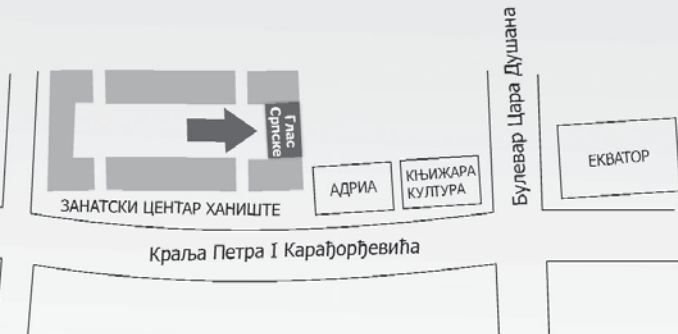 Булевар Цара Душана
Глас
Српске
ЕКВАТОР
АДРИА
КЊИЖАРА
КУЛТУРА
ЗАНАТСКИ ЦЕНТАР ХАНИШТЕ
Краља Петра I Карађорђевића